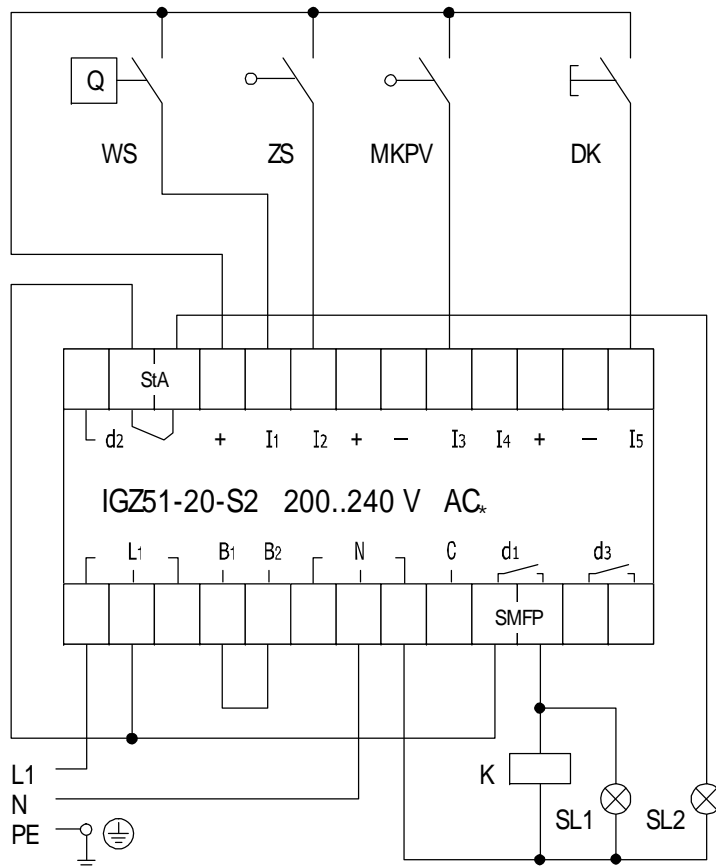 Q
WS ZS MKPV DK
StA
d2 + I1 I2 + — I3 I4 + — I5
IGZ51-20-S2 200..240 V AC*
L1 B1 B2 N C d1 d3
SMFP
L1
N
PE
K
SL1 SL2